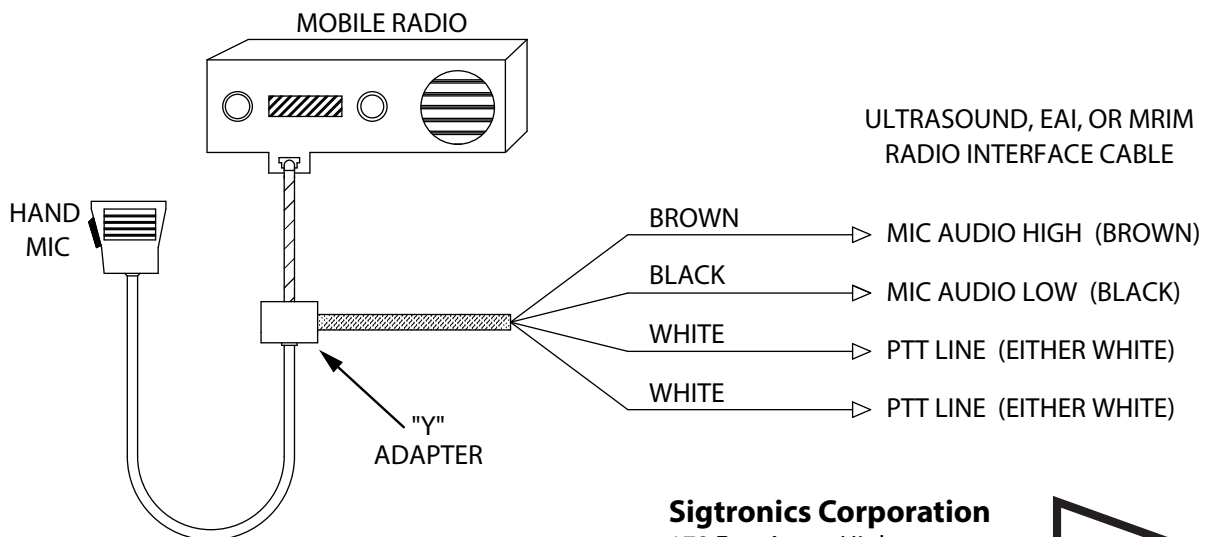 MOBILE RADIO
ULTRASOUND, EAI, OR MRIM
RADIO INTERFACE CABLE
HAND
MIC
BROWN
MIC AUDIO HIGH (BROWN)
BLACK
MIC AUDIO LOW (BLACK)
WHITE
PTT LINE (EITHER WHITE)
WHITE
PTT LINE (EITHER WHITE)
"Y"
ADAPTER
Sigtronics Corporation